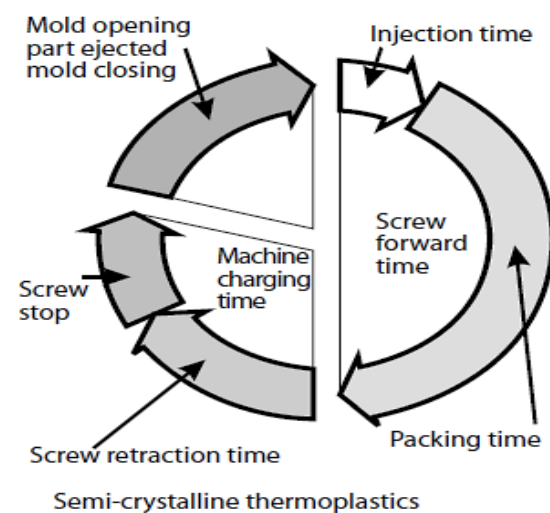 Mold opening
part ejected
mold closing
Injection time
Screw
forward
time
Machine
charging
time
Screw
stop
Packing time
Screw retraction time
Semi-crystalline thermoplastics